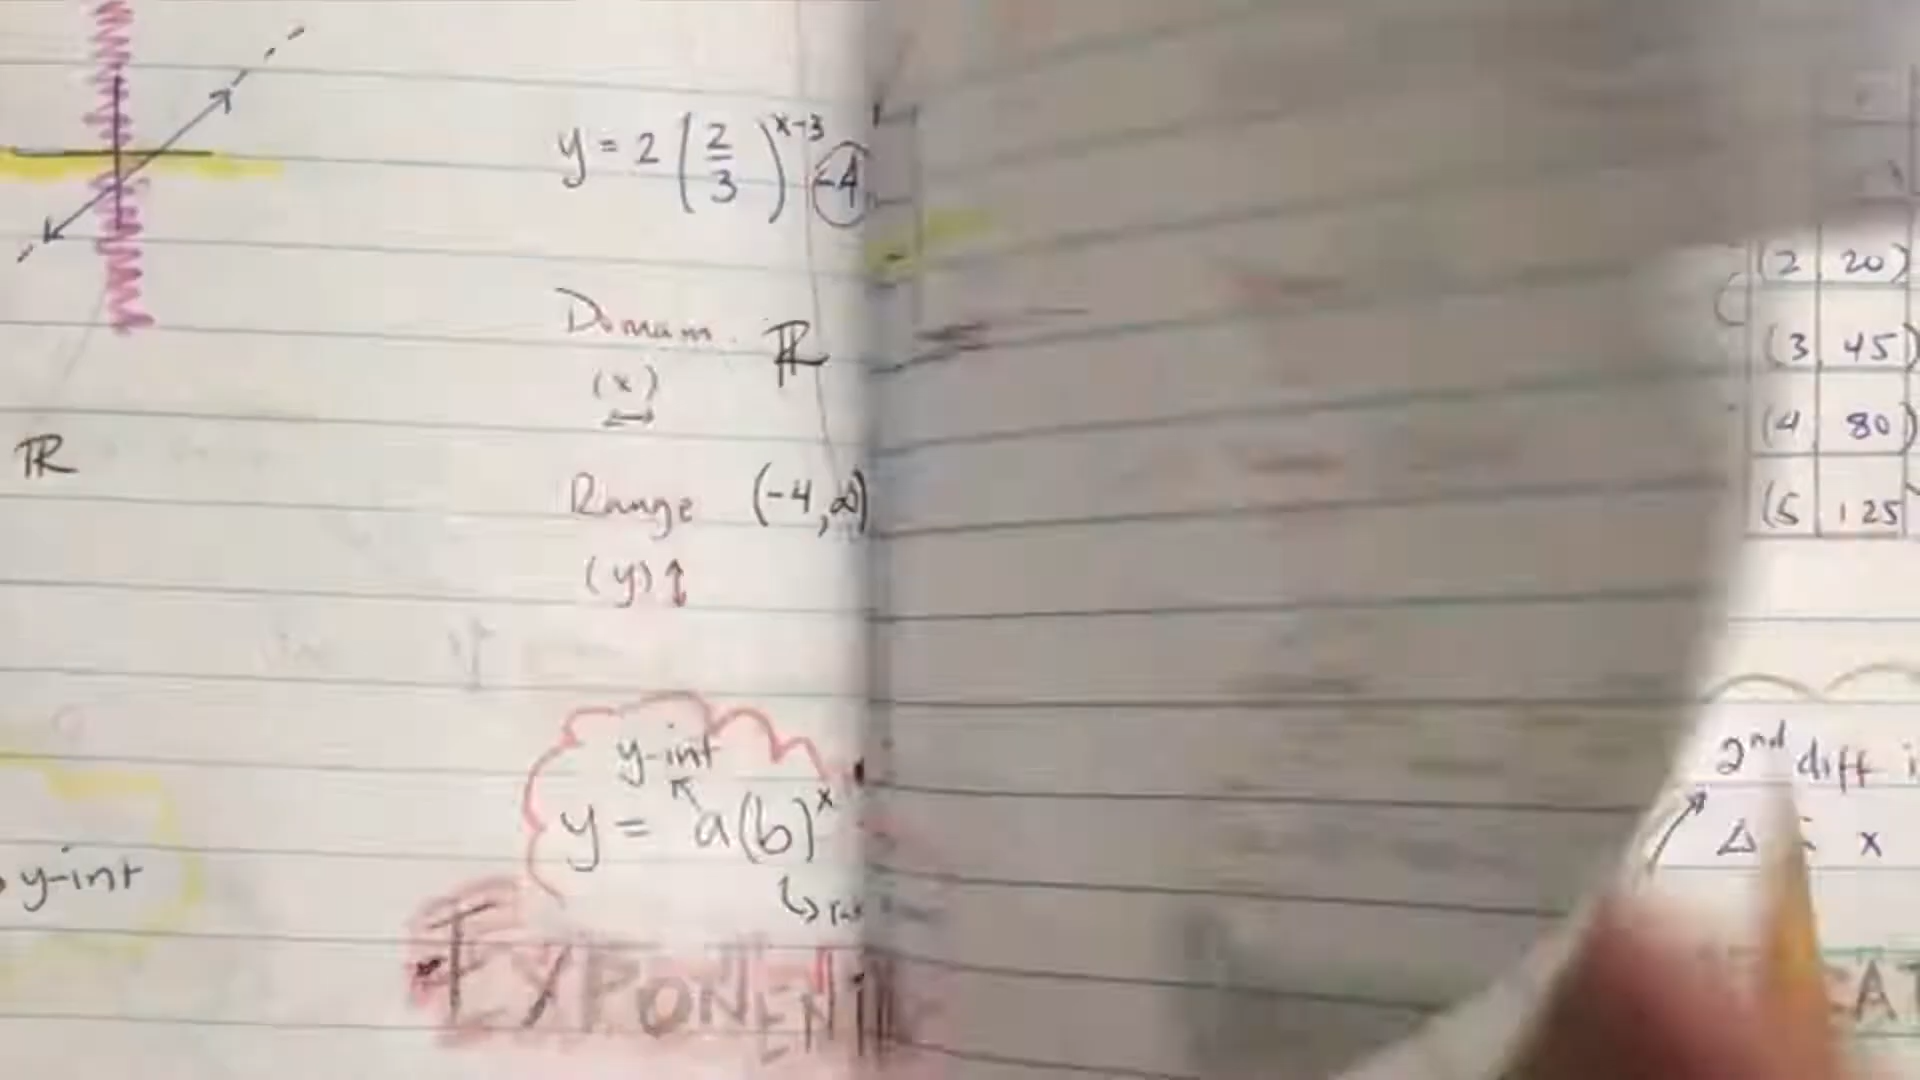 y = 2 (2/3)^x-3 -4
Domain ℝ
(x)
↔
ℝ
Range (-4, ∞)
(y) ↕
y-int
y = a(b)^x
y-int
EXPONENTI
(2 20)
(3 45)
(4 80)
(5 125)
2nd diff
Δ x